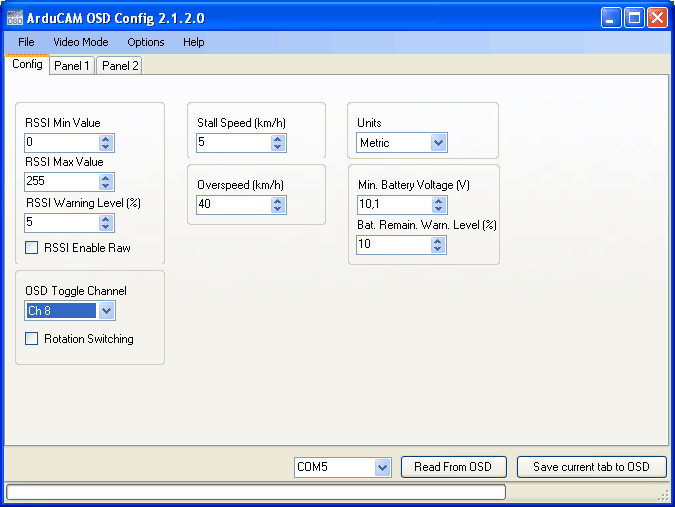 OSD ArduCAM OSD Config 2.1.2.0
File Video Mode Options Help
Config Panel 1 Panel 2
RSSI Min Value
0
RSSI Max Value
255
RSSI Warning Level (%)
5
RSSI Enable Raw
OSD Toggle Channel
Ch 8
Rotation Switching
Stall Speed (km/h)
5
Overspeed (km/h)
40
Units
Metric
Min. Battery Voltage (V)
10,1
Bat. Remain. Warn. Level (%)
10
COM5 Read From OSD Save current tab to OSD